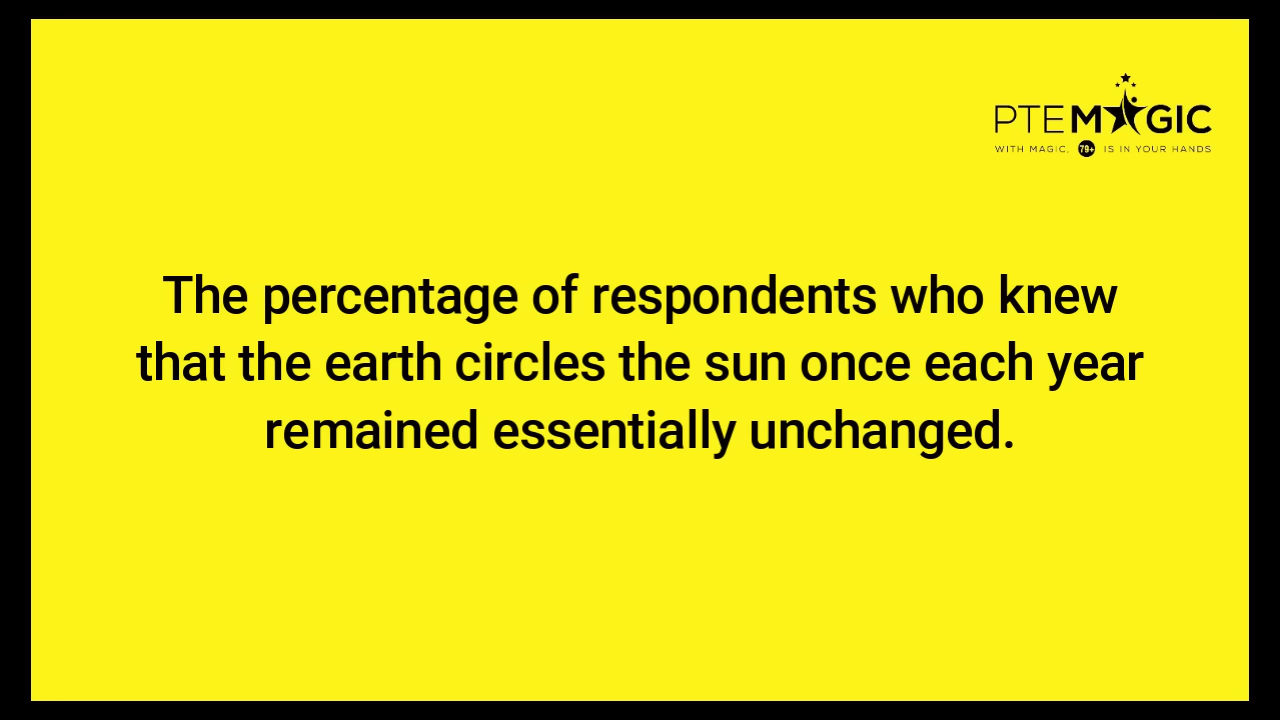 PTEMAGIC
WITH MAGIC, 79+ IS IN YOUR HANDS
The percentage of respondents who knew
that the earth circles the sun once each year
remained essentially unchanged.